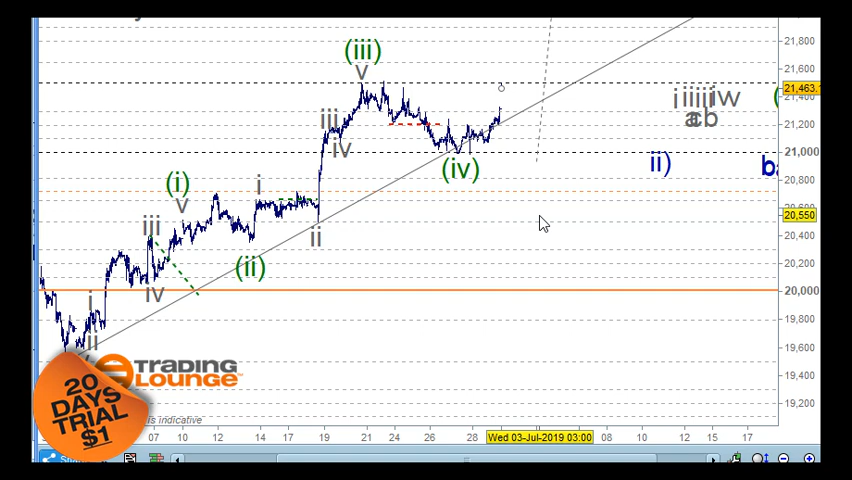 21,800
21,600
21,463.
21,400
21,200
21,000
20,800
20,550
20,400
20,200
20,000
19,800
19,600
19,400
19,200
(iii)
v
iii
iv
(iv)
(i)
i
v
iii
ii
(ii)
iv
i
ii
ii)
TRADING
LOUNGE
20
DAYS
TRIAL
$1
is indicative
07 10 12 14 17 19 21 24 26 28 Wed 03-Jul-2019 03:00 08 10 12 15 17